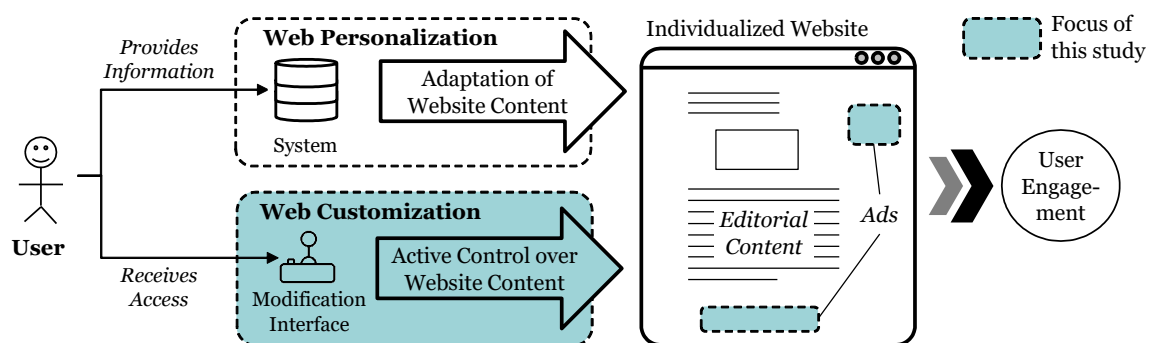 Provides
Information
Web Personalization
System
Adaptation of
Website Content
User
Receives
Access
Web Customization
Modification
Interface
Active Control over
Website Content
Individualized Website
Editorial
Content
Ads
Focus of
this study
User
Engage-
ment